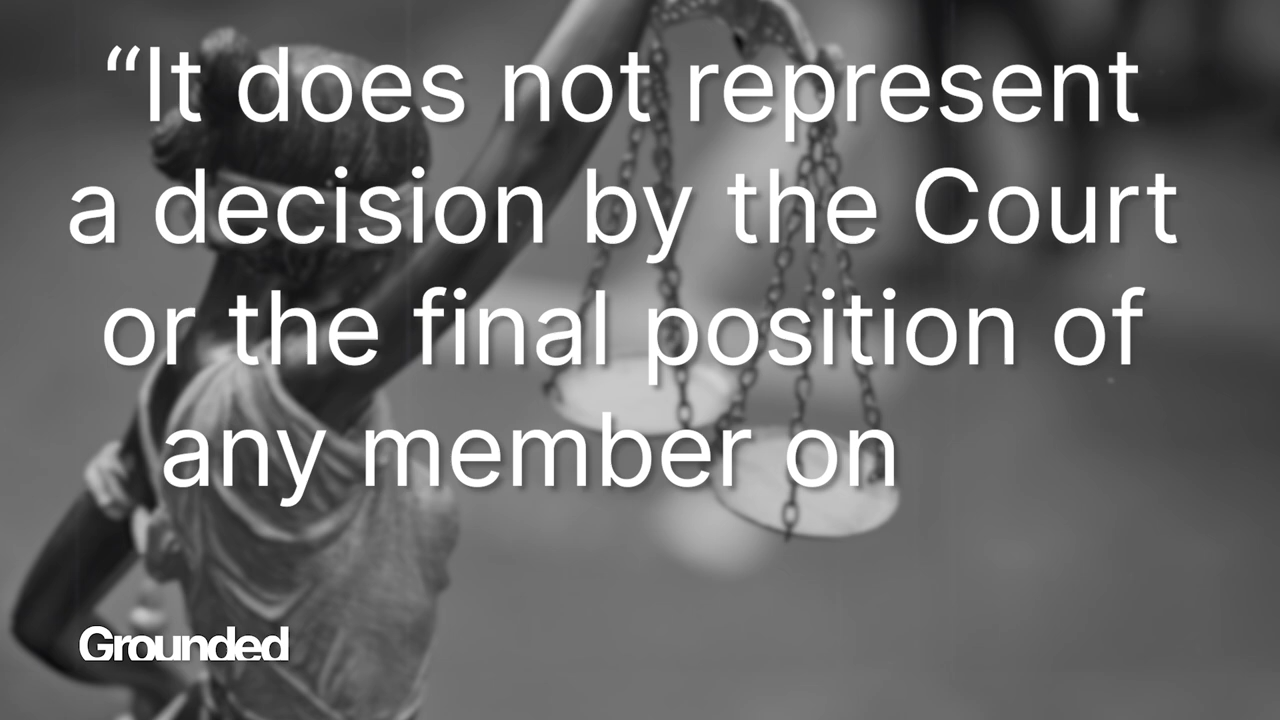 “It does not represent
a decision by the Court
or the final position of
any member on
Grounded